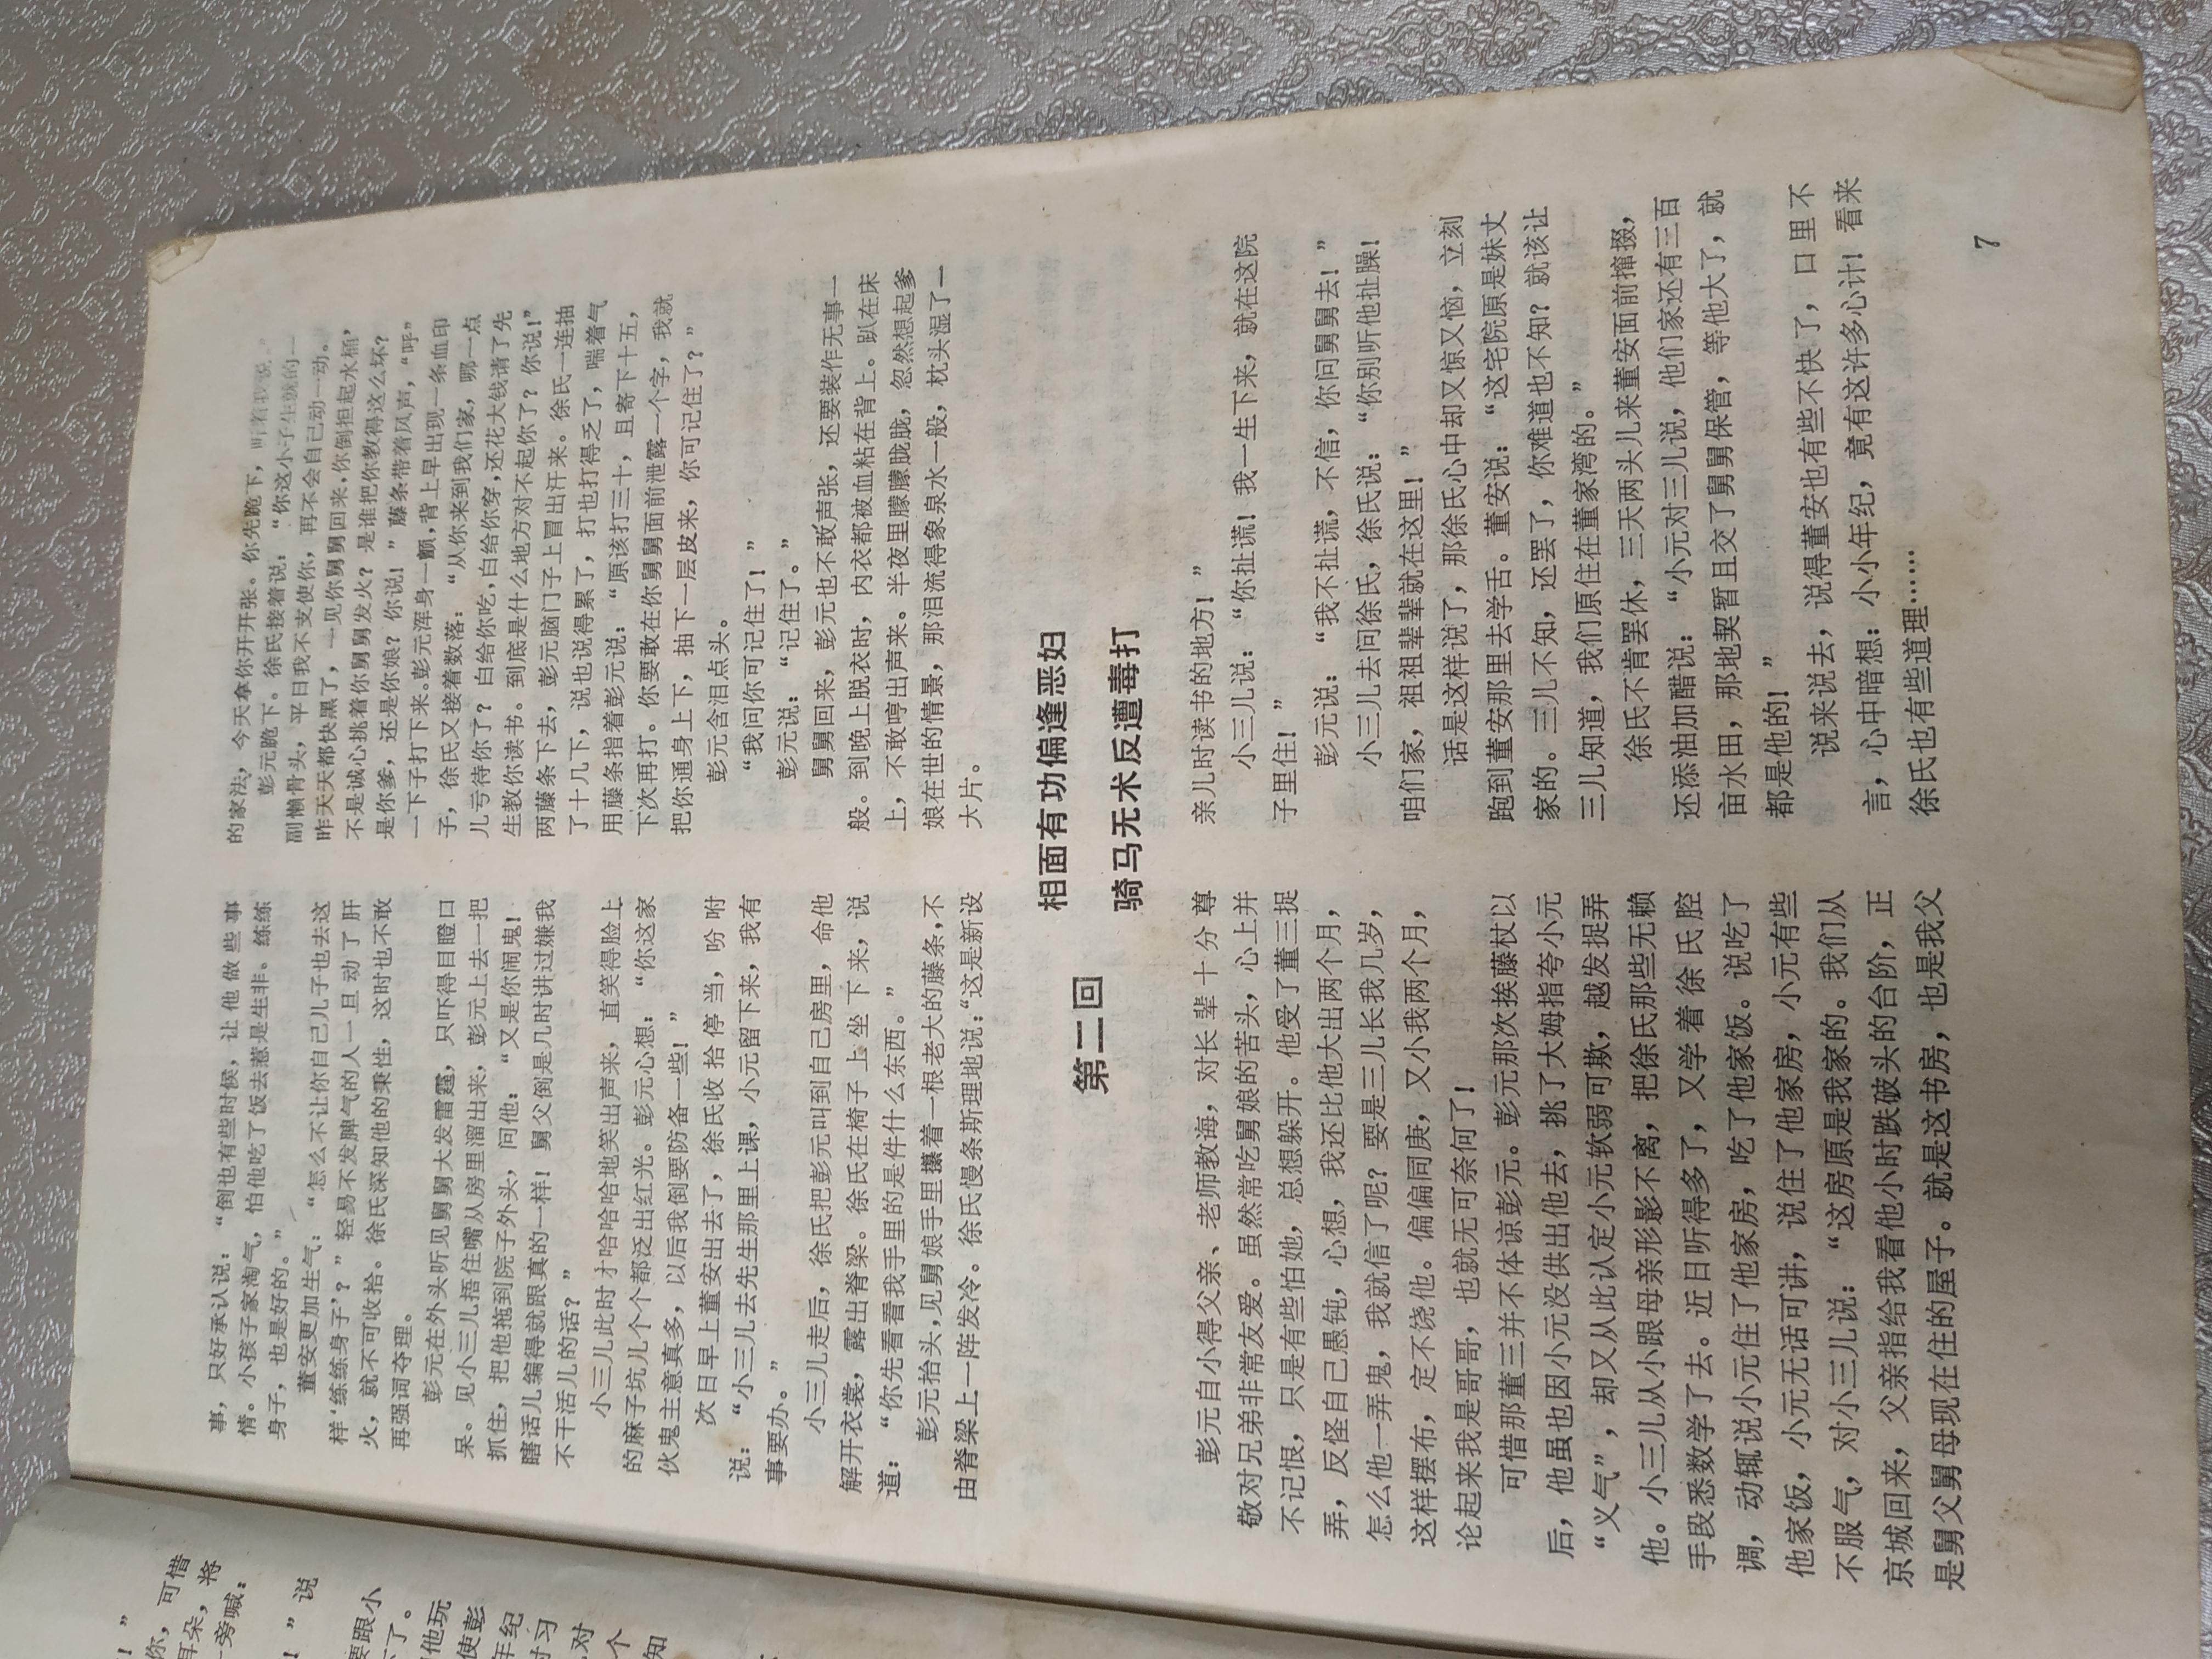 ！”
你，可借
耳朵，将
旁喊：
！”说
要跟小
了。
他玩
使彭
年纪
对习
对
个
知
事，只好承认说：“倒也有些时候，让他做些事
情。小孩子家淘气，怕他吃了饭去惹是生非。练练
身子，也是好的。”
董安更加生气：“怎么不让你自己儿子也去这
样‘练练身子’？”轻易不发脾气的人一旦动了肝
火，就不可收拾。徐氏深知他的秉性，这时也不敢
再强词夺理。
彭元在外头听见舅舅大发雷霆，只吓得目瞪口
呆。见小三儿捂住嘴从房里溜出来，彭元上去一把
抓住，把他拖到院子外头，问他：“又是你闹鬼！
瞎话儿编得就跟真的一样！舅父倒是几时讲过嫌我
不干活儿的话？”
小三儿此时才哈哈哈地笑出声来，直笑得脸上
的麻子坑儿个个都泛出红光。彭元心想：“你这家
伙鬼主意真多，以后我倒要防备一些！”
次日早上董安出去了，徐氏收拾停当，吩咐
说：“小三儿去先生那里上课，小元留下来，我有
事要办。”
小三儿走后，徐氏把彭元叫到自己房里，命他
解开衣裳，露出脊梁。徐氏在椅子上坐下来，说
道：“你先看看我手里的是件什么东西。”
彭元抬头，见舅娘手里攥着一根老大的藤条，不
由脊梁上一阵发冷。徐氏慢条斯理地说：“这是新设
的家法，今天拿你开开张。你先跪下，听着我说。”
彭元跪下。徐氏接着说：“你这小子生就的一
副懒骨头，平日我不支使你，再不会自己动一动。
昨天天都快黑了，一见你舅舅回来，你倒担起水桶，
不是诚心挑着你舅舅发火？是谁把你教得这么坏？
是你爹，还是你娘？你说！”藤条带着风声，“呼”
一下子打下来。彭元浑身一颤，背上早出现一条血印
子，徐氏又接着数落：“从你来到我们家，哪一点
儿亏待你了？白给你吃，白给你穿，还花大钱请了先
生教你读书。到底是什么地方对不起你了？你说！”
两藤条下去，彭元脑门子上冒出汗来。徐氏一连抽
了十几下，说也说得累了，打也打得乏了，喘着气
用藤条指着彭元说：“原该打三十，且寄下十五，
下次再打。你要敢在你舅舅面前泄露一个字，我就
把你通身上下，抽下一层皮来，你可记住了？”
彭元含泪点头。
“我问你可记住了！”
彭元说：“记住了。”
舅舅回来，彭元也不敢声张，还要装作无事一
般。到晚上脱衣时，内衣都被血粘在背上。趴在床
上，不敢哼出声来。半夜里朦朦胧胧，忽然想起爹
娘在世的情景，那泪流得象泉水一般，枕头湿了一
大片。
第二回
相面有功偏逢恶妇
骑马无术反遭毒打
彭元自小得父亲、老师教诲，对长辈十分尊
敬对兄弟非常友爱。虽然常吃舅娘的苦头，心上并
不记恨，只是有些怕她，总想躲开。他受了董三捉
弄，反怪自己愚钝，心想，我还比他大出两个月，
怎么他一弄鬼，我就信了呢？要是三儿长我几岁，
这样摆布，定不饶他。偏偏同庚，又小我两个月，
论起来我是哥哥，也就无可奈何了！
可惜那董三并不体谅彭元。彭元那次挨藤杖以
后，他虽也因小元没供出他去，挑了大姆指夸小元
“义气”，却又从此认定小元软弱可欺，越发捉弄
他。小三儿从小跟母亲形影不离，把徐氏那些无赖
手段悉数学了去。近日听得多了，又学着徐氏腔
调，动辄说小元住了他家房，吃了他家饭。说吃了
他家饭，小元无话可讲，说住了他家房，小元有些
不服气，对小三儿说：“这房原是我家的。我们从
京城回来，父亲指给我看他小时跌破头的台阶，正
是舅父舅母现在住的屋子。就是这书房，也是我父
亲儿时读书的地方！”
小三儿说：“你扯谎！我一生下来，就在这院
子里住！”
彭元说：“我不扯谎，不信，你问舅舅去！”
小三儿去问徐氏，徐氏说：“你别听他扯臊！
咱们家，祖祖辈辈就在这里！”
话是这样说了，那徐氏心中却又惊又恼，立刻
跑到董安那里去学舌。董安说：“这宅院原是妹丈
家的。三儿不知，还罢了，你难道也不知？就该让
三儿知道，我们原住在董家湾的。”
徐氏不肯罢休，三天两头儿来董安面前撺掇，
还添油加醋说：“小元对三儿说，他们家还有三百
亩水田，那地契暂且交了舅舅保管，等他大了，就
都是他的！”
说来说去，说得董安也有些不快了，口里不
言，心中暗想：小小年纪，竟有这许多心计！看来
徐氏也有些道理……
7